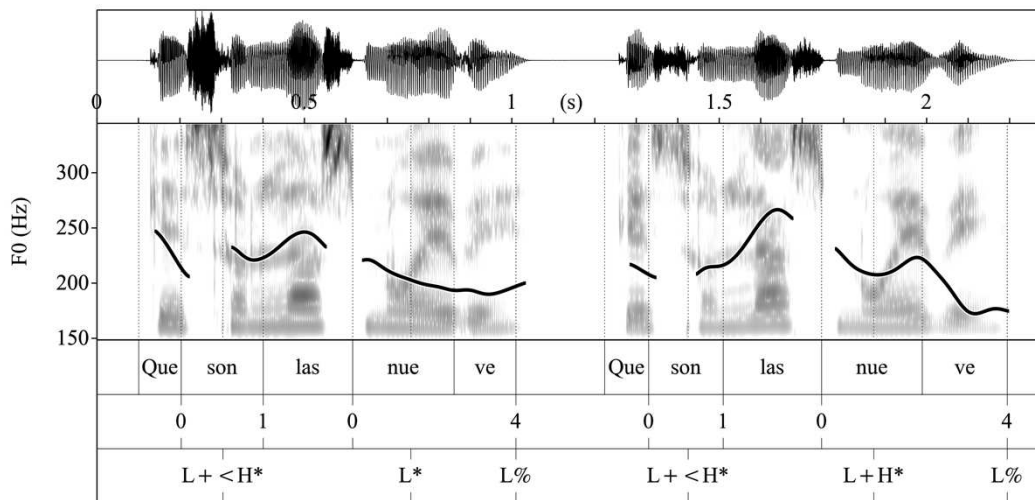 0 0.5 1 (s) 1.5 2
F0 (Hz)
300
250
200
150
Que son las nue ve Que son las nue ve
0 1 0 4 0 1 0 4
L+<H* L* L% L+<H* L+H* L%